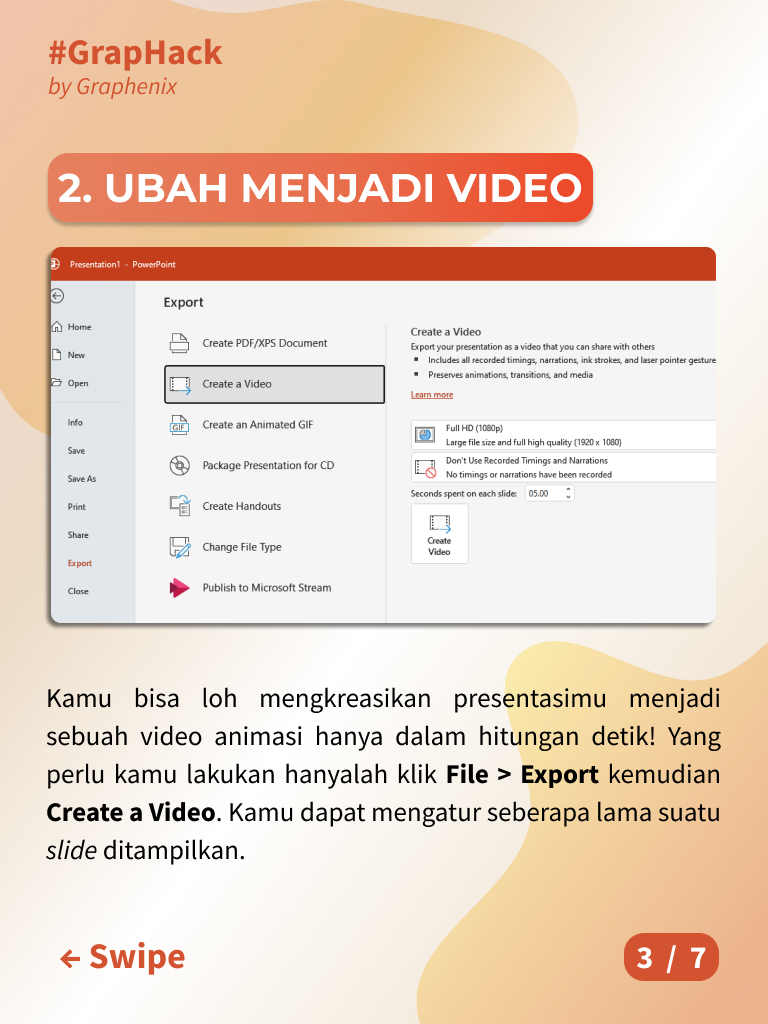 #GrapHack
by Graphenix
2. UBAH MENJADI VIDEO
Presentation1 - PowerPoint
Home
New
Open
Info
Save
Save As
Print
Share
Export
Close
Export
Create PDF/XPS Document
Create a Video
Create an Animated GIF
Package Presentation for CD
Create Handouts
Change File Type
Publish to Microsoft Stream
Create a Video
Export your presentation as a video that you can share with others
▪ Includes all recorded timings, narrations, ink strokes, and laser pointer gesture
▪ Preserves animations, transitions, and media
Learn more
Full HD (1080p)
Large file size and full high quality (1920 x 1080)
Don't Use Recorded Timings and Narrations
No timings or narrations have been recorded
Seconds spent on each slide: 05.00
Create
Video
Kamu bisa loh mengkreasikan presentasimu menjadi
sebuah video animasi hanya dalam hitungan detik! Yang
perlu kamu lakukan hanyalah klik File > Export kemudian
Create a Video. Kamu dapat mengatur seberapa lama suatu
slide ditampilkan.
← Swipe
3 / 7